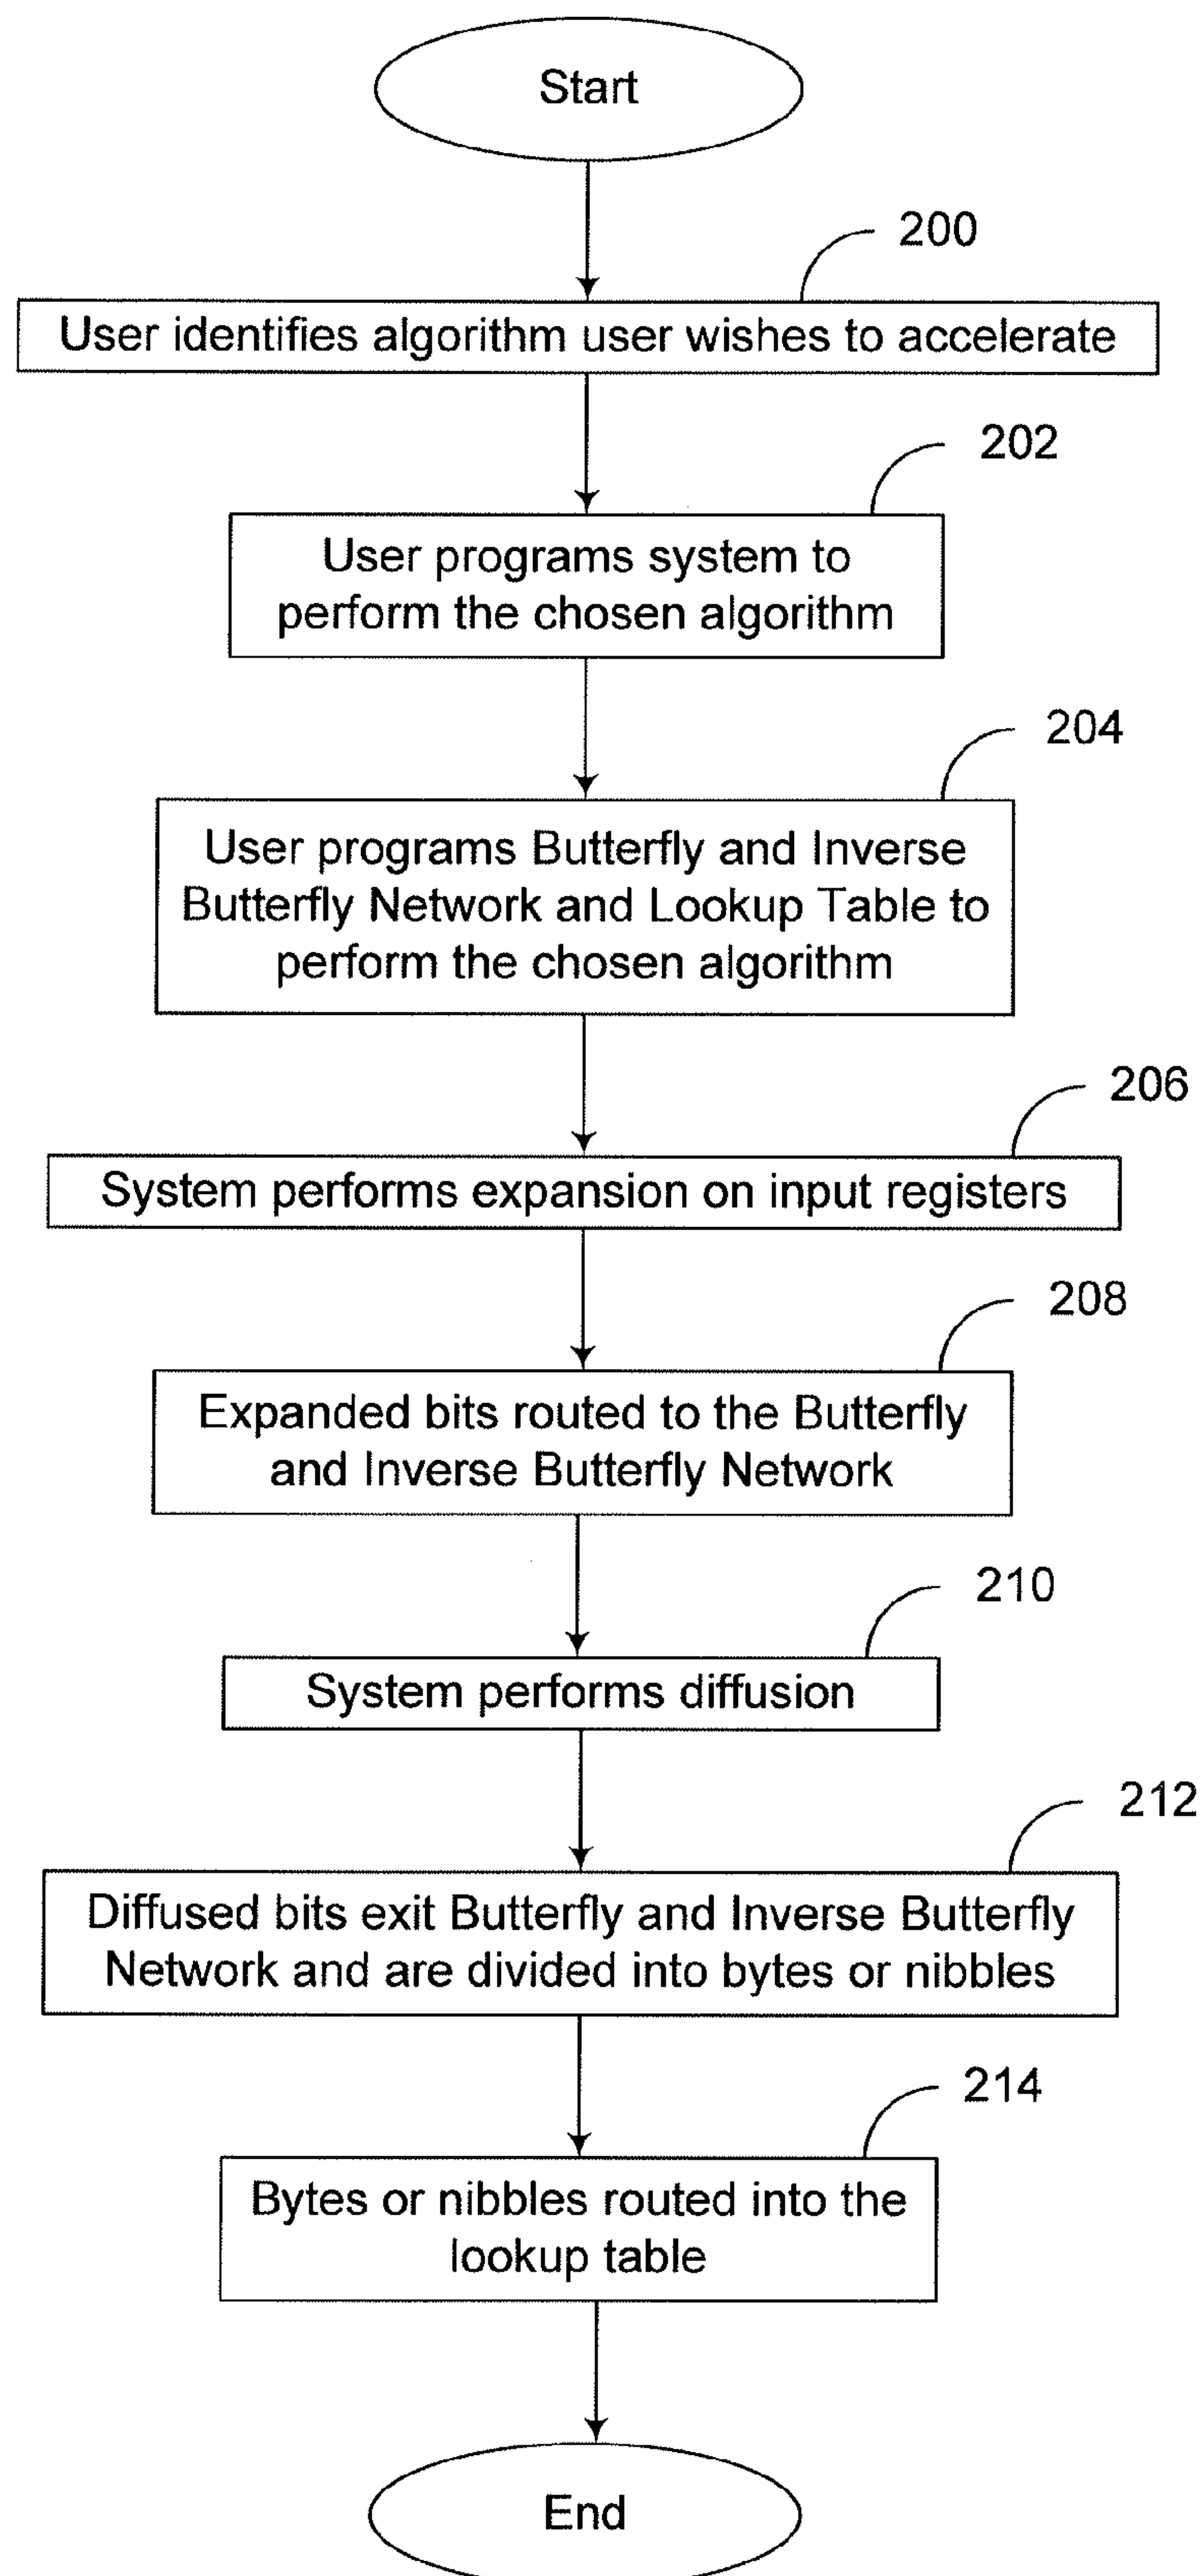 Start
200
User identifies algorithm user wishes to accelerate
202
User programs system to
perform the chosen algorithm
204
User programs Butterfly and Inverse
Butterfly Network and Lookup Table to
perform the chosen algorithm
206
System performs expansion on input registers
208
Expanded bits routed to the Butterfly
and Inverse Butterfly Network
210
System performs diffusion
212
Diffused bits exit Butterfly and Inverse Butterfly
Network and are divided into bytes or nibbles
214
Bytes or nibbles routed into the
lookup table
End